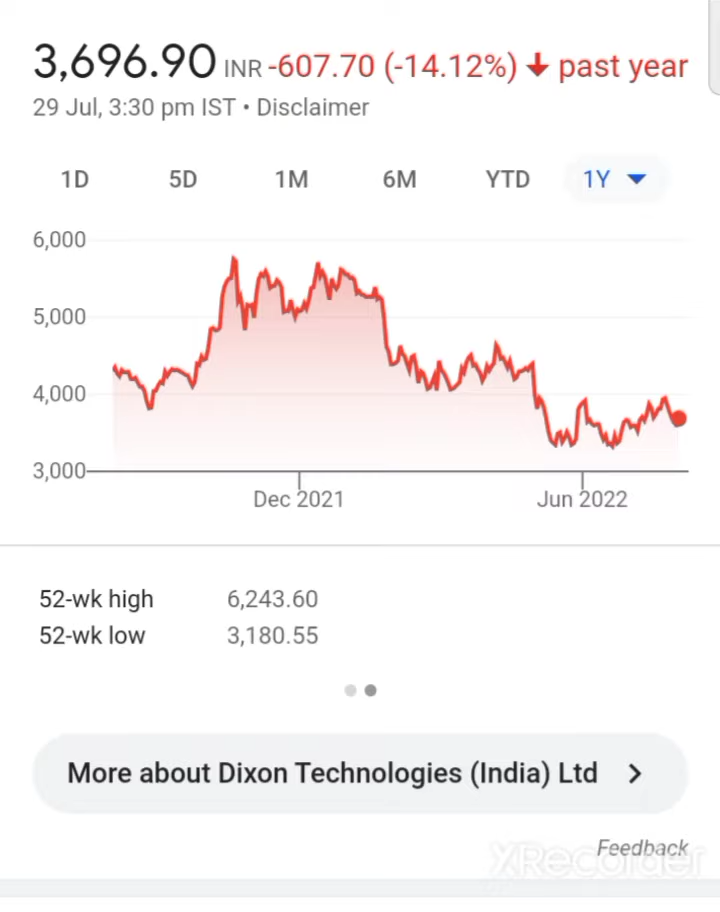 3,696.90 INR -607.70 (-14.12%) ↓ past year
29 Jul, 3:30 pm IST • Disclaimer
1D 5D 1M 6M YTD 1Y
6,000
5,000
4,000
3,000
Dec 2021 Jun 2022
52-wk high 6,243.60
52-wk low 3,180.55
More about Dixon Technologies (India) Ltd
Feedback
XRecorder